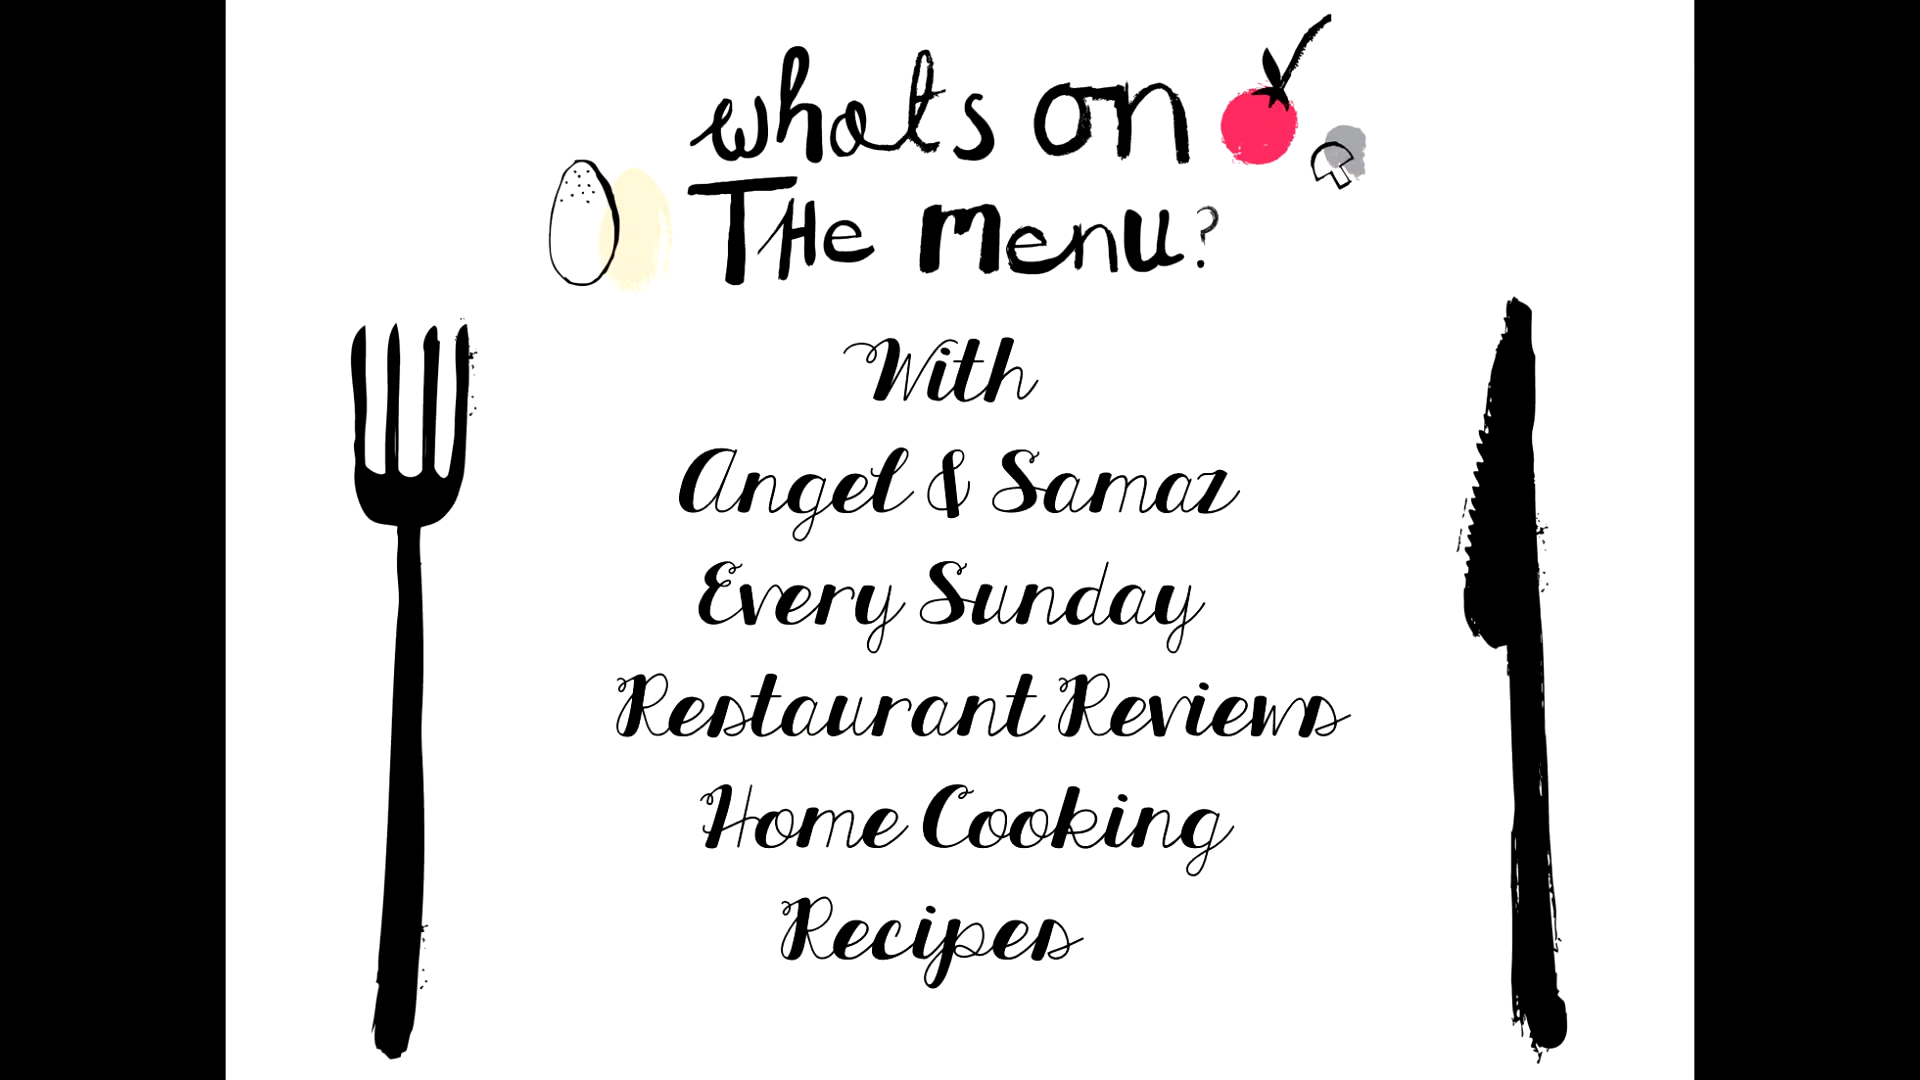 whats on
THe menu?
With
Angel & Samaz
Every Sunday
Restaurant Reviews
Home Cooking
Recipes